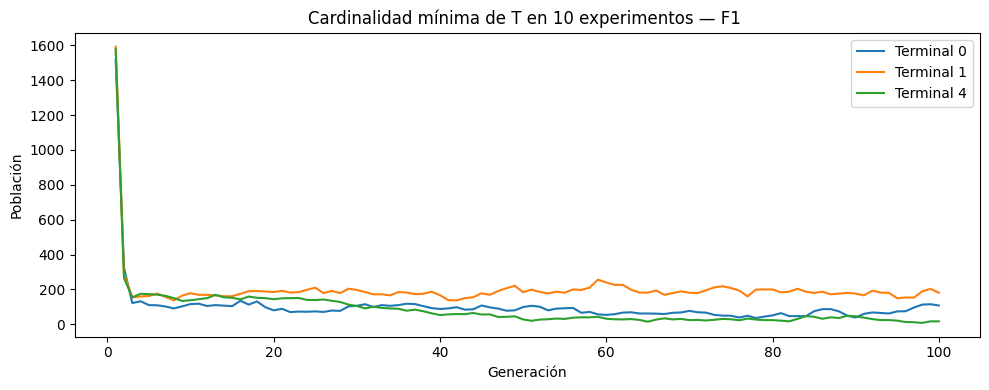 Cardinalidad mínima de T en 10 experimentos — F1
Población
1600
1400
1200
1000
800
600
400
200
0
Terminal 0
Terminal 1
Terminal 4
0
20
40
60
80
100
Generación